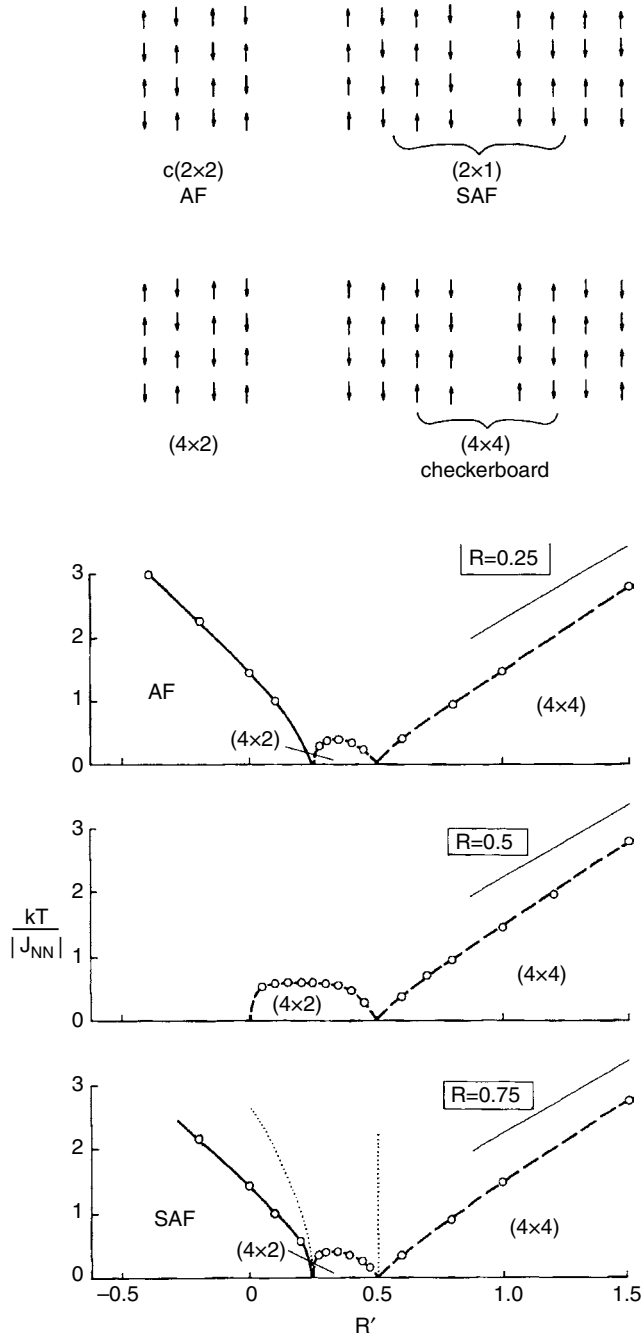 c(2×2)
AF
(2×1)
SAF
(4×2)
(4×4)
checkerboard
3
2
1
0
R=0.25
AF
(4×2)
(4×4)
3
2
1
0
kT
|J_NN|
R=0.5
(4×2)
(4×4)
3
2
1
0
R=0.75
SAF
(4×2)
(4×4)
−0.5
0
0.5
1.0
1.5
R′